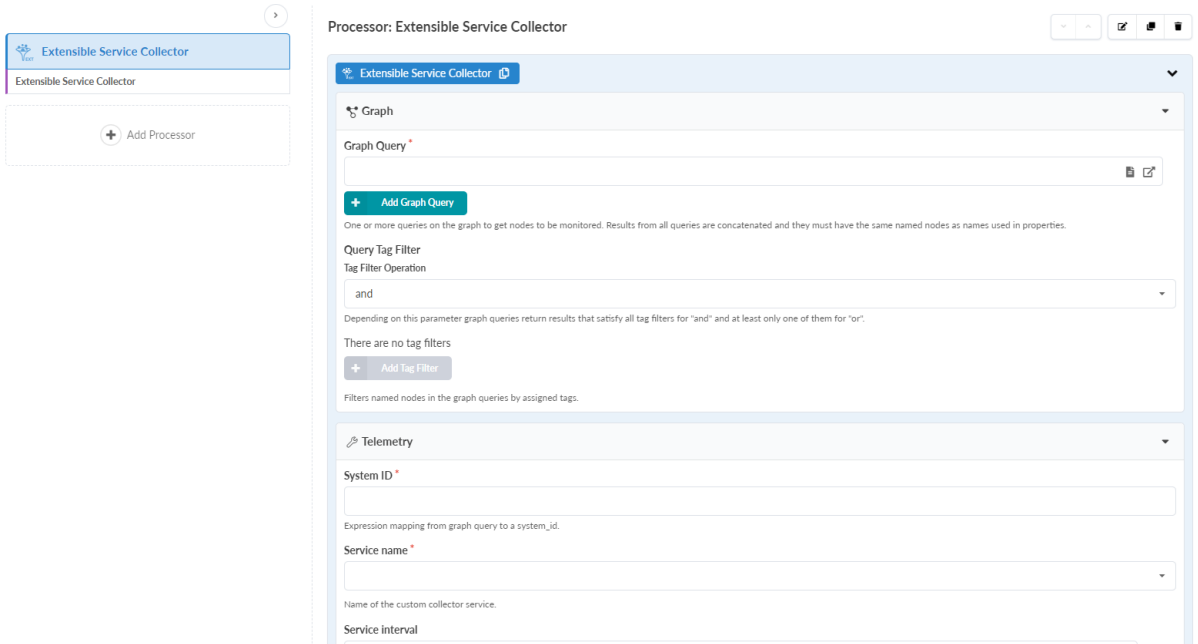 Extensible Service Collector
Extensible Service Collector
Add Processor
Processor: Extensible Service Collector
Extensible Service Collector
Graph
Graph Query *
Add Graph Query
One or more queries on the graph to get nodes to be monitored. Results from all queries are concatenated and they must have the same named nodes as names used in properties.
Query Tag Filter
Tag Filter Operation
and
Depending on this parameter graph queries return results that satisfy all tag filters for "and" and at least only one of them for "or".
There are no tag filters
Add Tag Filter
Filters named nodes in the graph queries by assigned tags.
Telemetry
System ID *
Expression mapping from graph query to a system_id.
Service name *
Name of the custom collector service.
Service interval